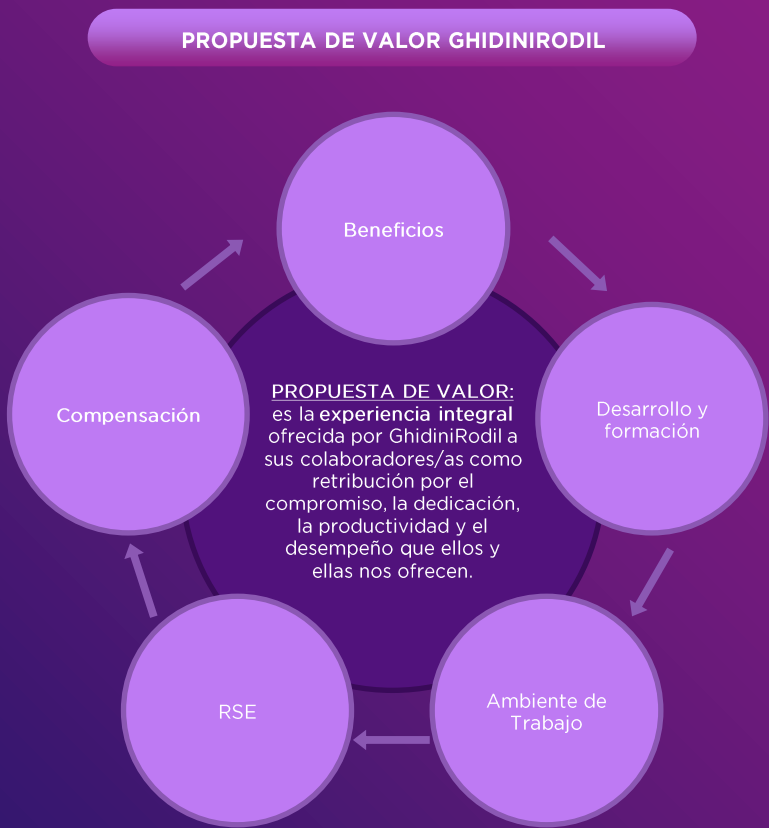 PROPUESTA DE VALOR GHIDINIRODIL
Beneficios
Compensación
Desarrollo y
formación
PROPUESTA DE VALOR:
es la experiencia integral
ofrecida por GhidiniRodil a
sus colaboradores/as como
retribución por el
compromiso, la dedicación,
la productividad y el
desempeño que ellos y
ellas nos ofrecen.
RSE
Ambiente de
Trabajo